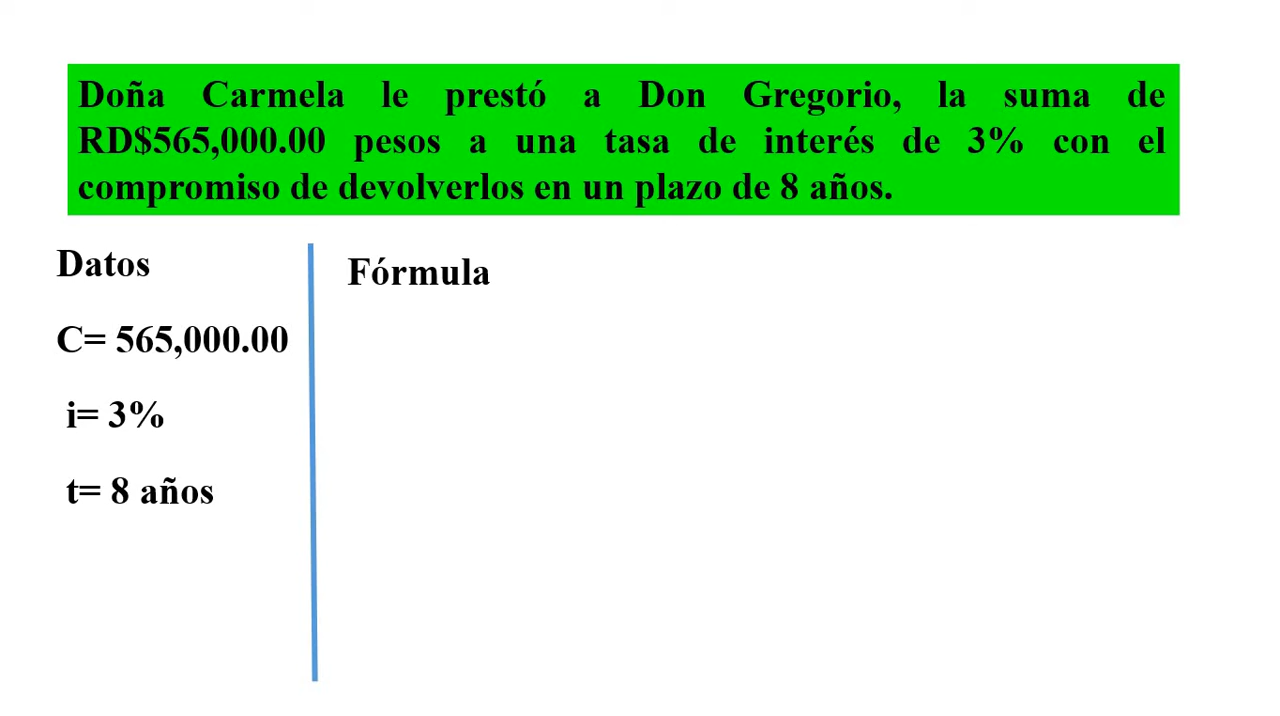 Doña Carmela le prestó a Don Gregorio, la suma de
RD$565,000.00 pesos a una tasa de interés de 3% con el
compromiso de devolverlos en un plazo de 8 años.
Datos
C= 565,000.00
i= 3%
t= 8 años
Fórmula